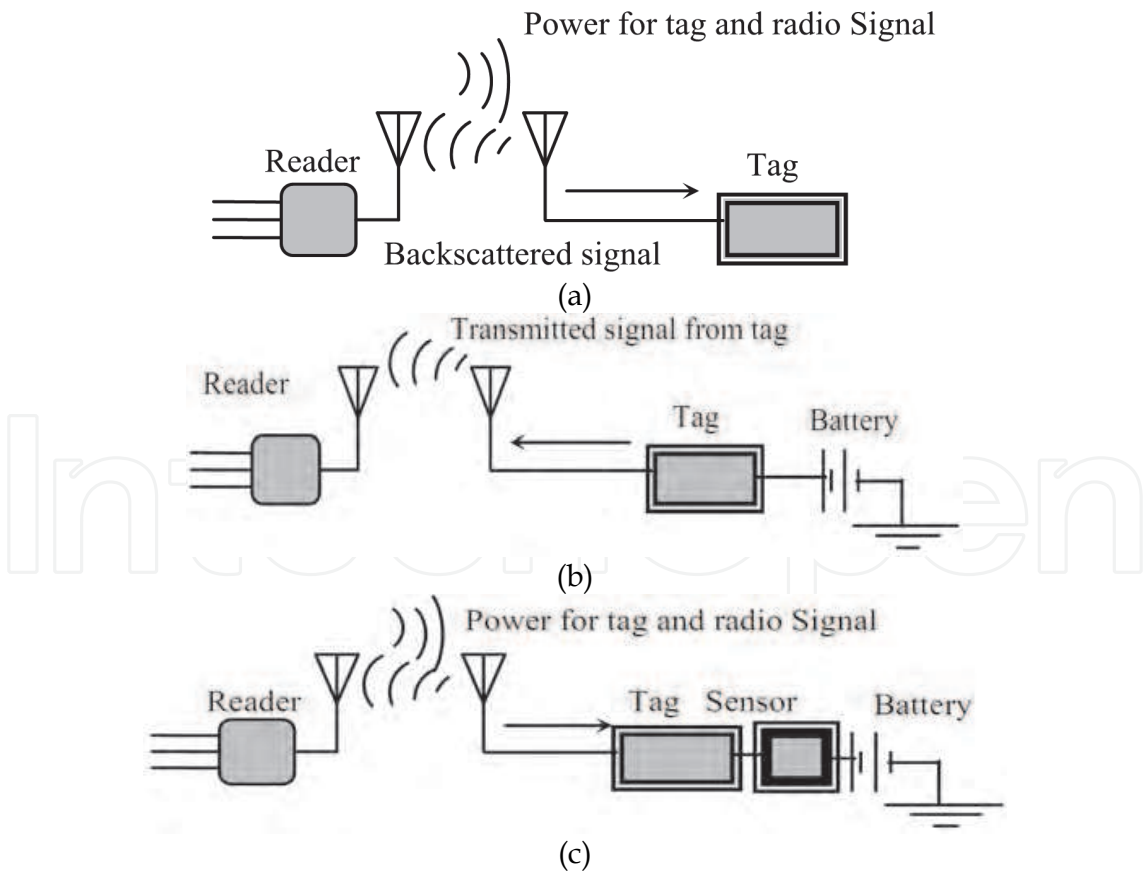 Power for tag and radio Signal
Reader
Tag
Backscattered signal
(a)
Transmitted signal from tag
Reader
Tag
Battery
(b)
Power for tag and radio Signal
Reader
Tag
Sensor
Battery
(c)
IntechOpen